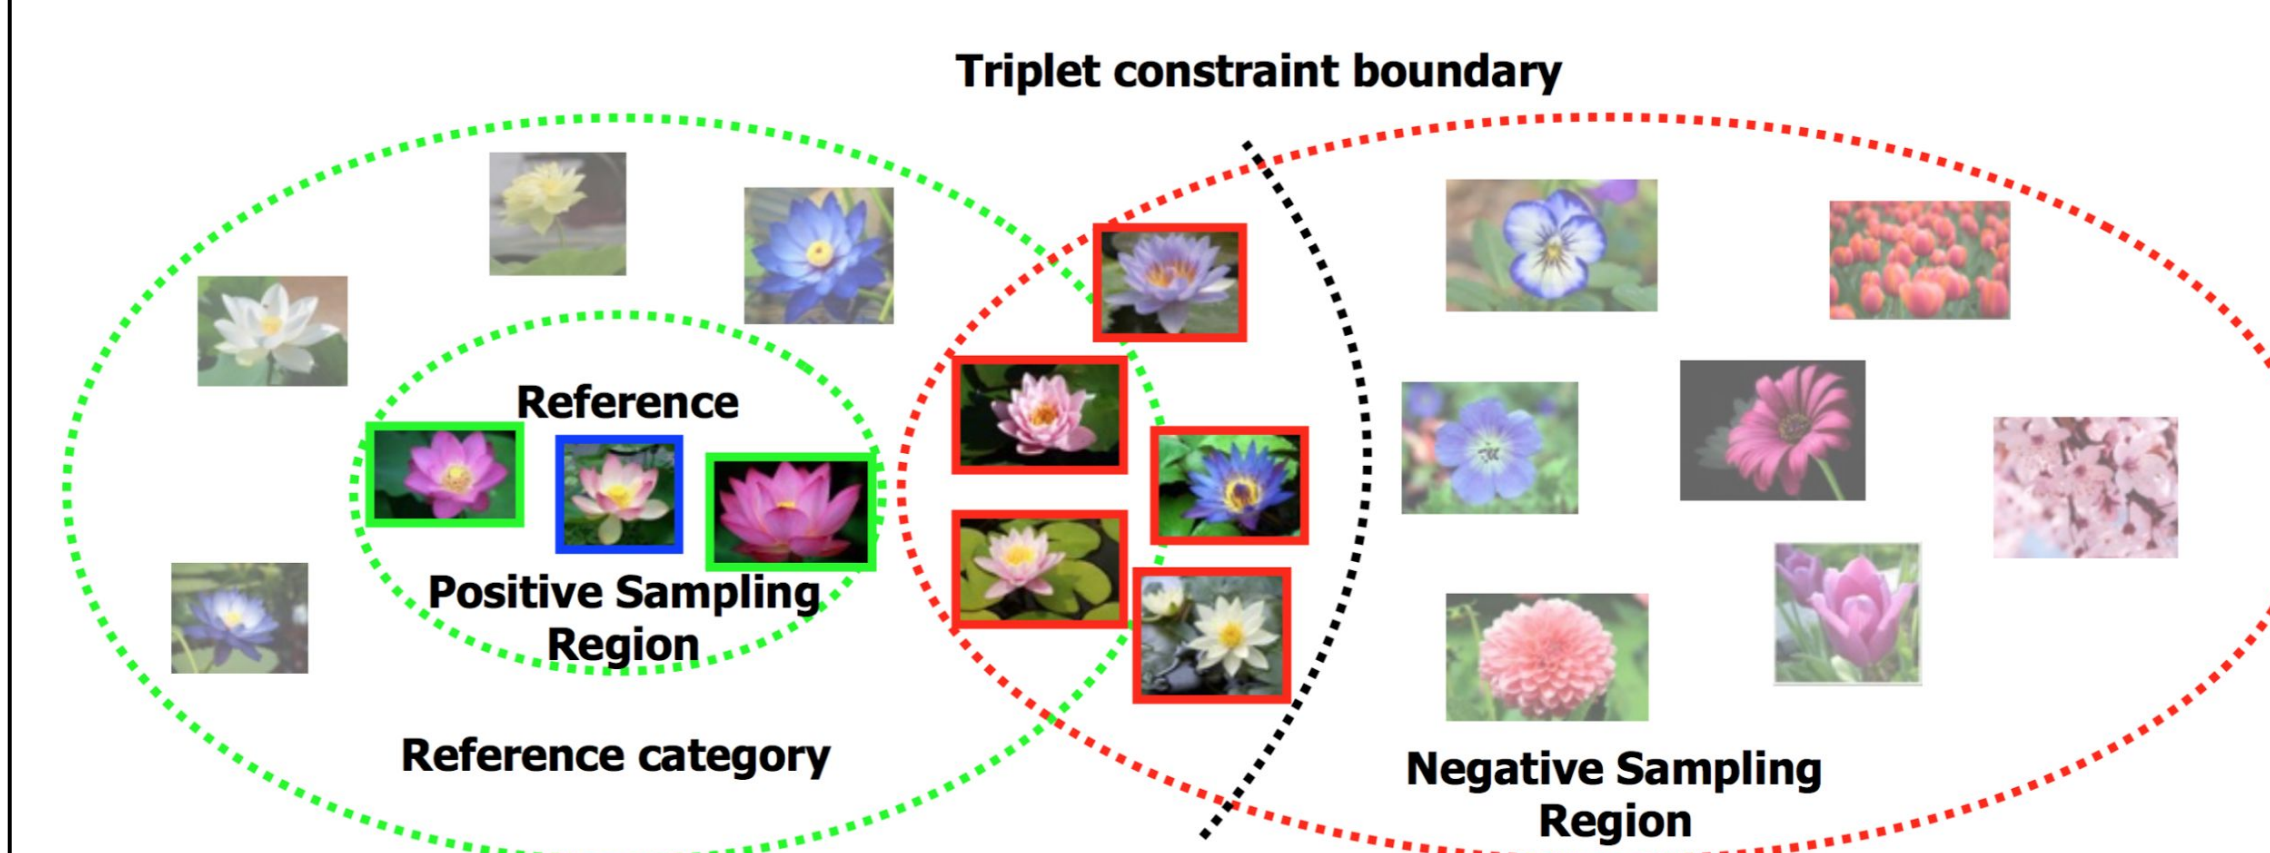 Triplet constraint boundary
Reference
Positive Sampling
Region
Reference category
Negative Sampling
Region